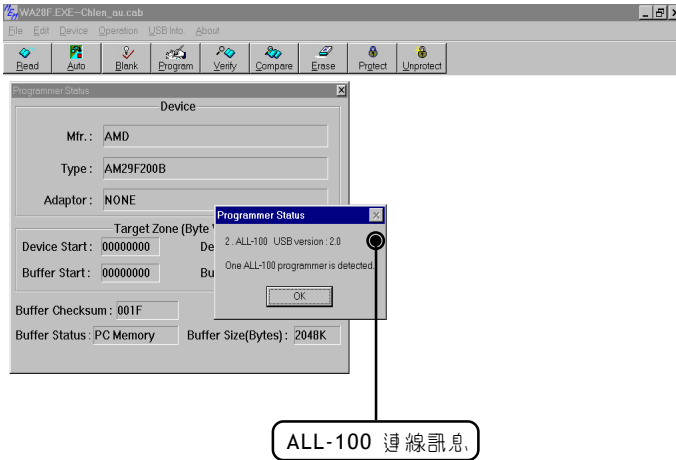 WA28F.EXE--Chlen_au.cab
File Edit Device Operation USB Info. About
Read Auto Blank Program Verify Compare Erase Protect Unprotect
Programmer Status
Device
Mfr.: AMD
Type: AM29F200B
Adaptor: NONE
Target Zone (Byte
Device Start: 00000000 De
Buffer Start: 00000000 Bu
Buffer Checksum: 001F
Buffer Status: PC Memory Buffer Size(Bytes): 2048K
Programmer Status
2 . ALL-100 USB version : 2.0
One ALL-100 programmer is detected.
OK
ALL-100 連線訊息